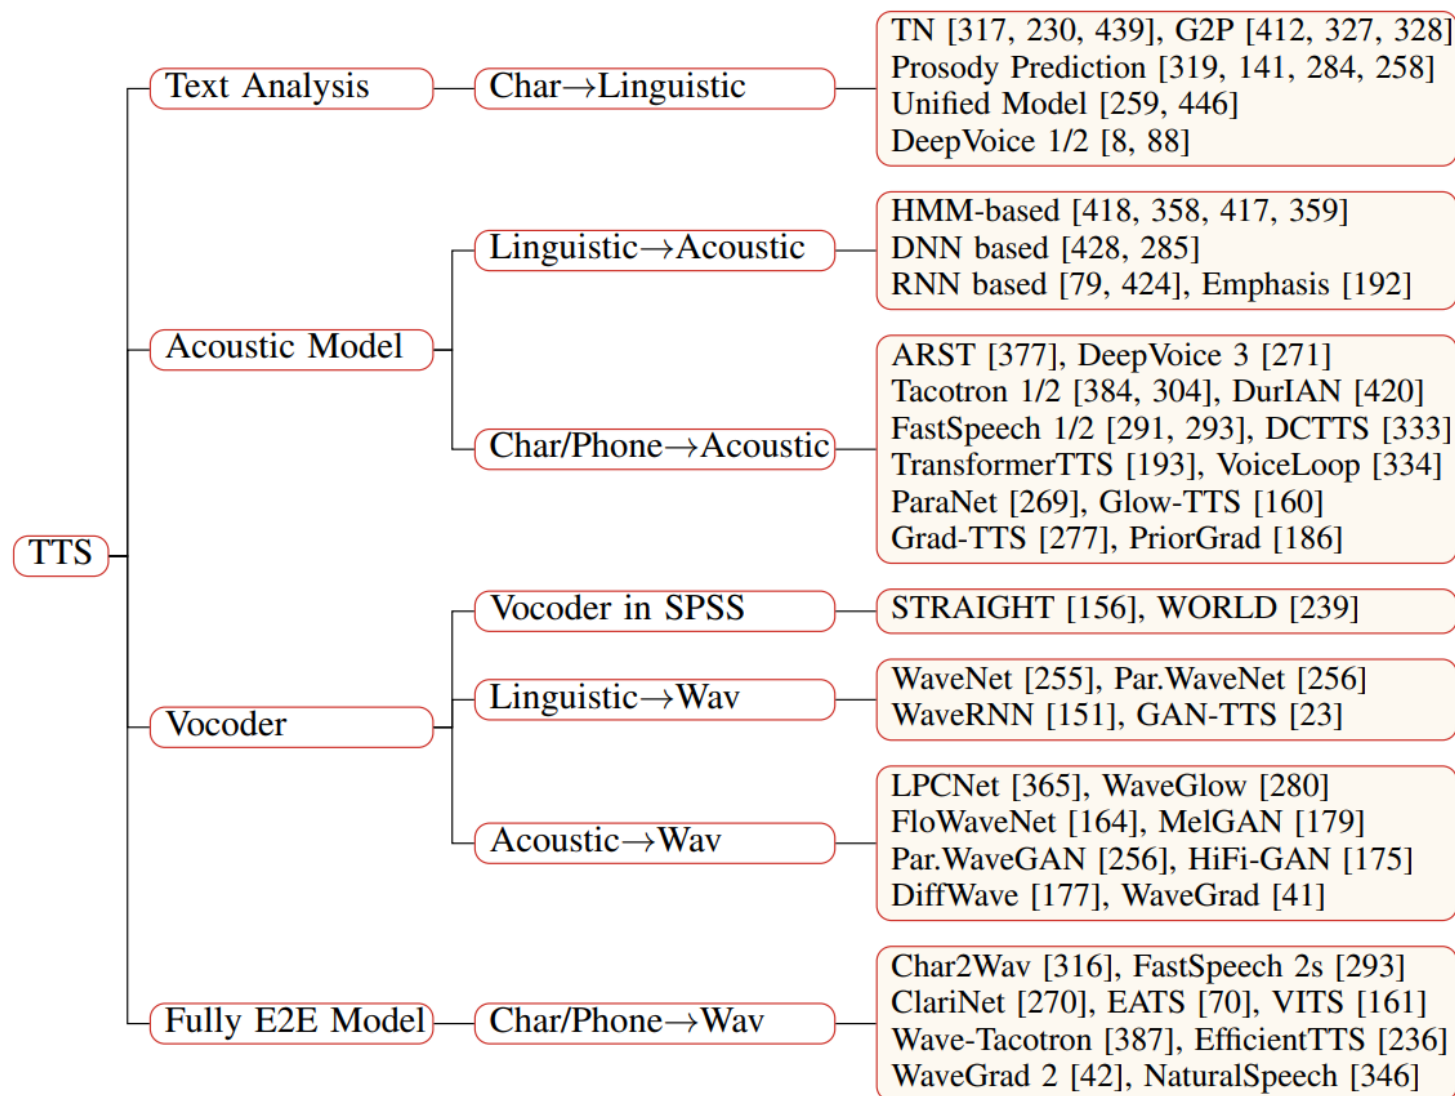 TTS
Text Analysis
Char→Linguistic
TN [317, 230, 439], G2P [412, 327, 328]
Prosody Prediction [319, 141, 284, 258]
Unified Model [259, 446]
DeepVoice 1/2 [8, 88]
Acoustic Model
Linguistic→Acoustic
HMM-based [418, 358, 417, 359]
DNN based [428, 285]
RNN based [79, 424], Emphasis [192]
Char/Phone→Acoustic
ARST [377], DeepVoice 3 [271]
Tacotron 1/2 [384, 304], DurIAN [420]
FastSpeech 1/2 [291, 293], DCTTS [333]
TransformerTTS [193], VoiceLoop [334]
ParaNet [269], Glow-TTS [160]
Grad-TTS [277], PriorGrad [186]
Vocoder
Vocoder in SPSS
STRAIGHT [156], WORLD [239]
Linguistic→Wav
WaveNet [255], Par.WaveNet [256]
WaveRNN [151], GAN-TTS [23]
Acoustic→Wav
LPCNet [365], WaveGlow [280]
FloWaveNet [164], MelGAN [179]
Par.WaveGAN [256], HiFi-GAN [175]
DiffWave [177], WaveGrad [41]
Fully E2E Model
Char/Phone→Wav
Char2Wav [316], FastSpeech 2s [293]
ClariNet [270], EATS [70], VITS [161]
Wave-Tacotron [387], EfficientTTS [236]
WaveGrad 2 [42], NaturalSpeech [346]